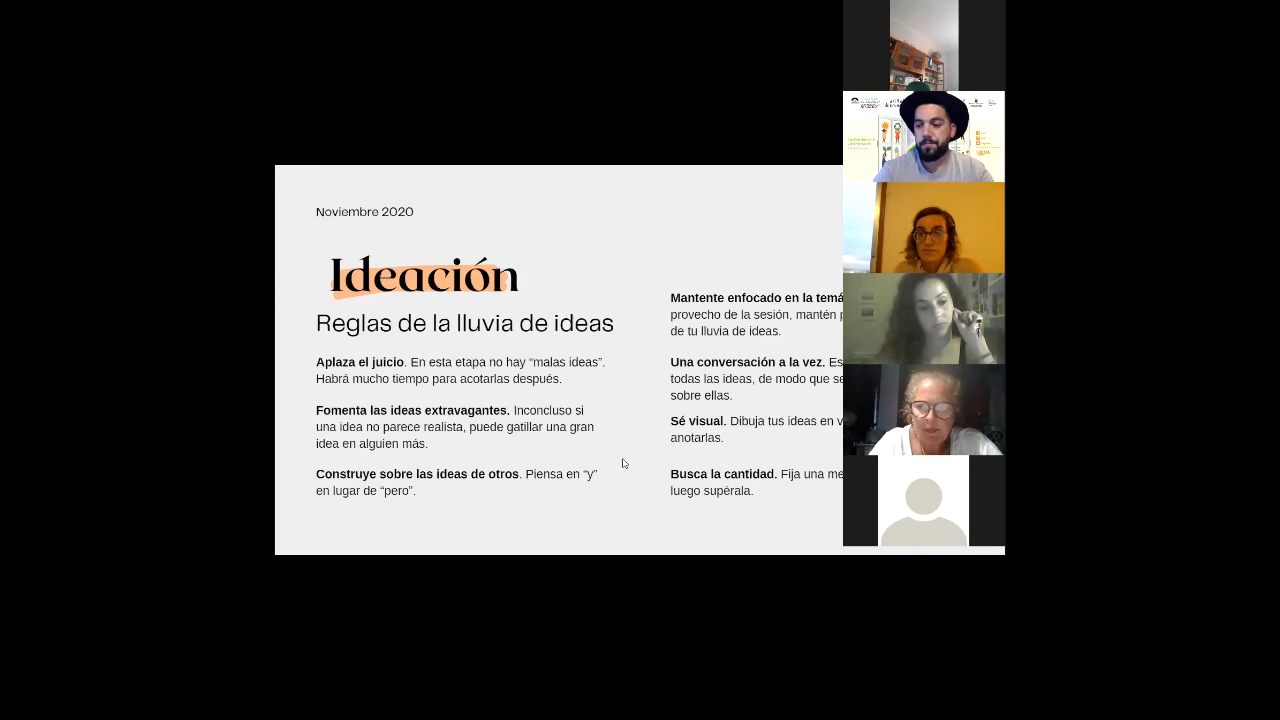 Noviembre 2020
Ideación
Reglas de la lluvia de ideas
Aplaza el juicio. En esta etapa no hay “malas ideas”.
Habrá mucho tiempo para acotarlas después.
Fomenta las ideas extravagantes. Inconcluso si
una idea no parece realista, puede gatillar una gran
idea en alguien más.
Construye sobre las ideas de otros. Piensa en “y”
en lugar de “pero”.
Mantente enfocado en la temá
provecho de la sesión, mantén p
de tu lluvia de ideas.
Una conversación a la vez. Es
todas las ideas, de modo que se
sobre ellas.
Sé visual. Dibuja tus ideas en v
anotarlas.
Busca la cantidad. Fija una me
luego supérala.